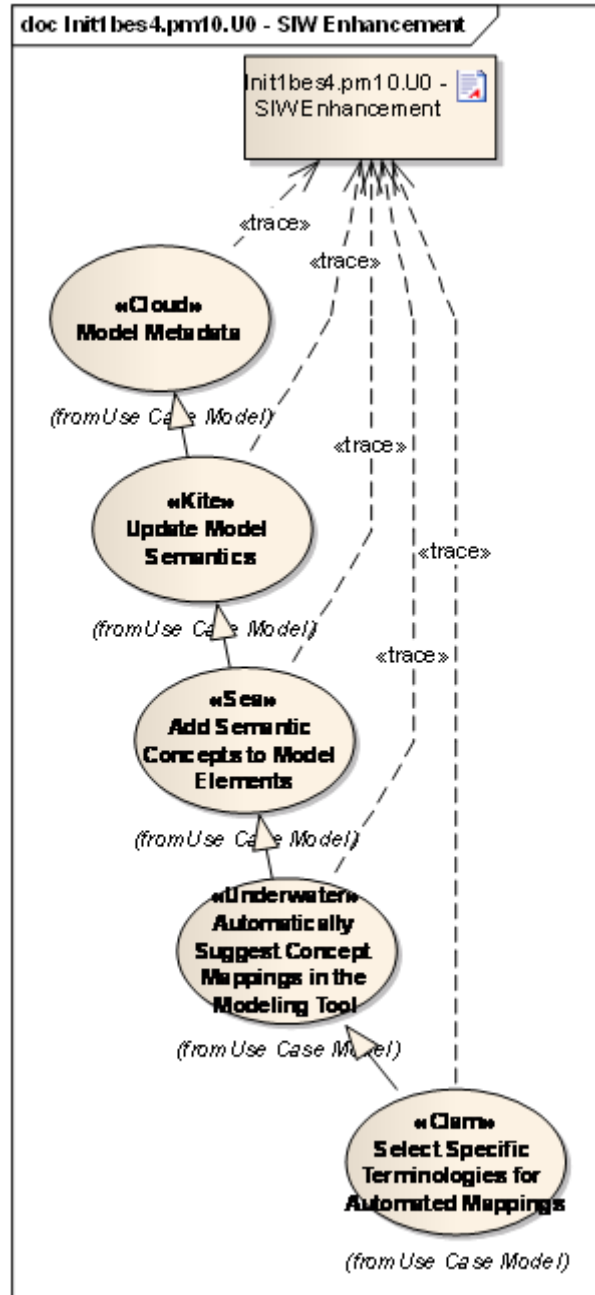 doc Init1bes4.pm10.U0 - SIW Enhancement
Init1bes4.pm10.U0 -
SIW Enhancement
«trace»
«trace»
«Cloud»
Model Metadata
(from Use Case Model)
«trace»
«Kite»
Update Model
Semantics
«trace»
(from Use Case Model)
«trace»
«Sea»
Add Semantic
Concepts to Model
Elements
(from Use Case Model)
«Underwater»
Automatically
Suggest Concept
Mappings in the
Modeling Tool
(from Use Case Model)
«Clam»
Select Specific
Terminologies for
Automated Mappings
(from Use Case Model)